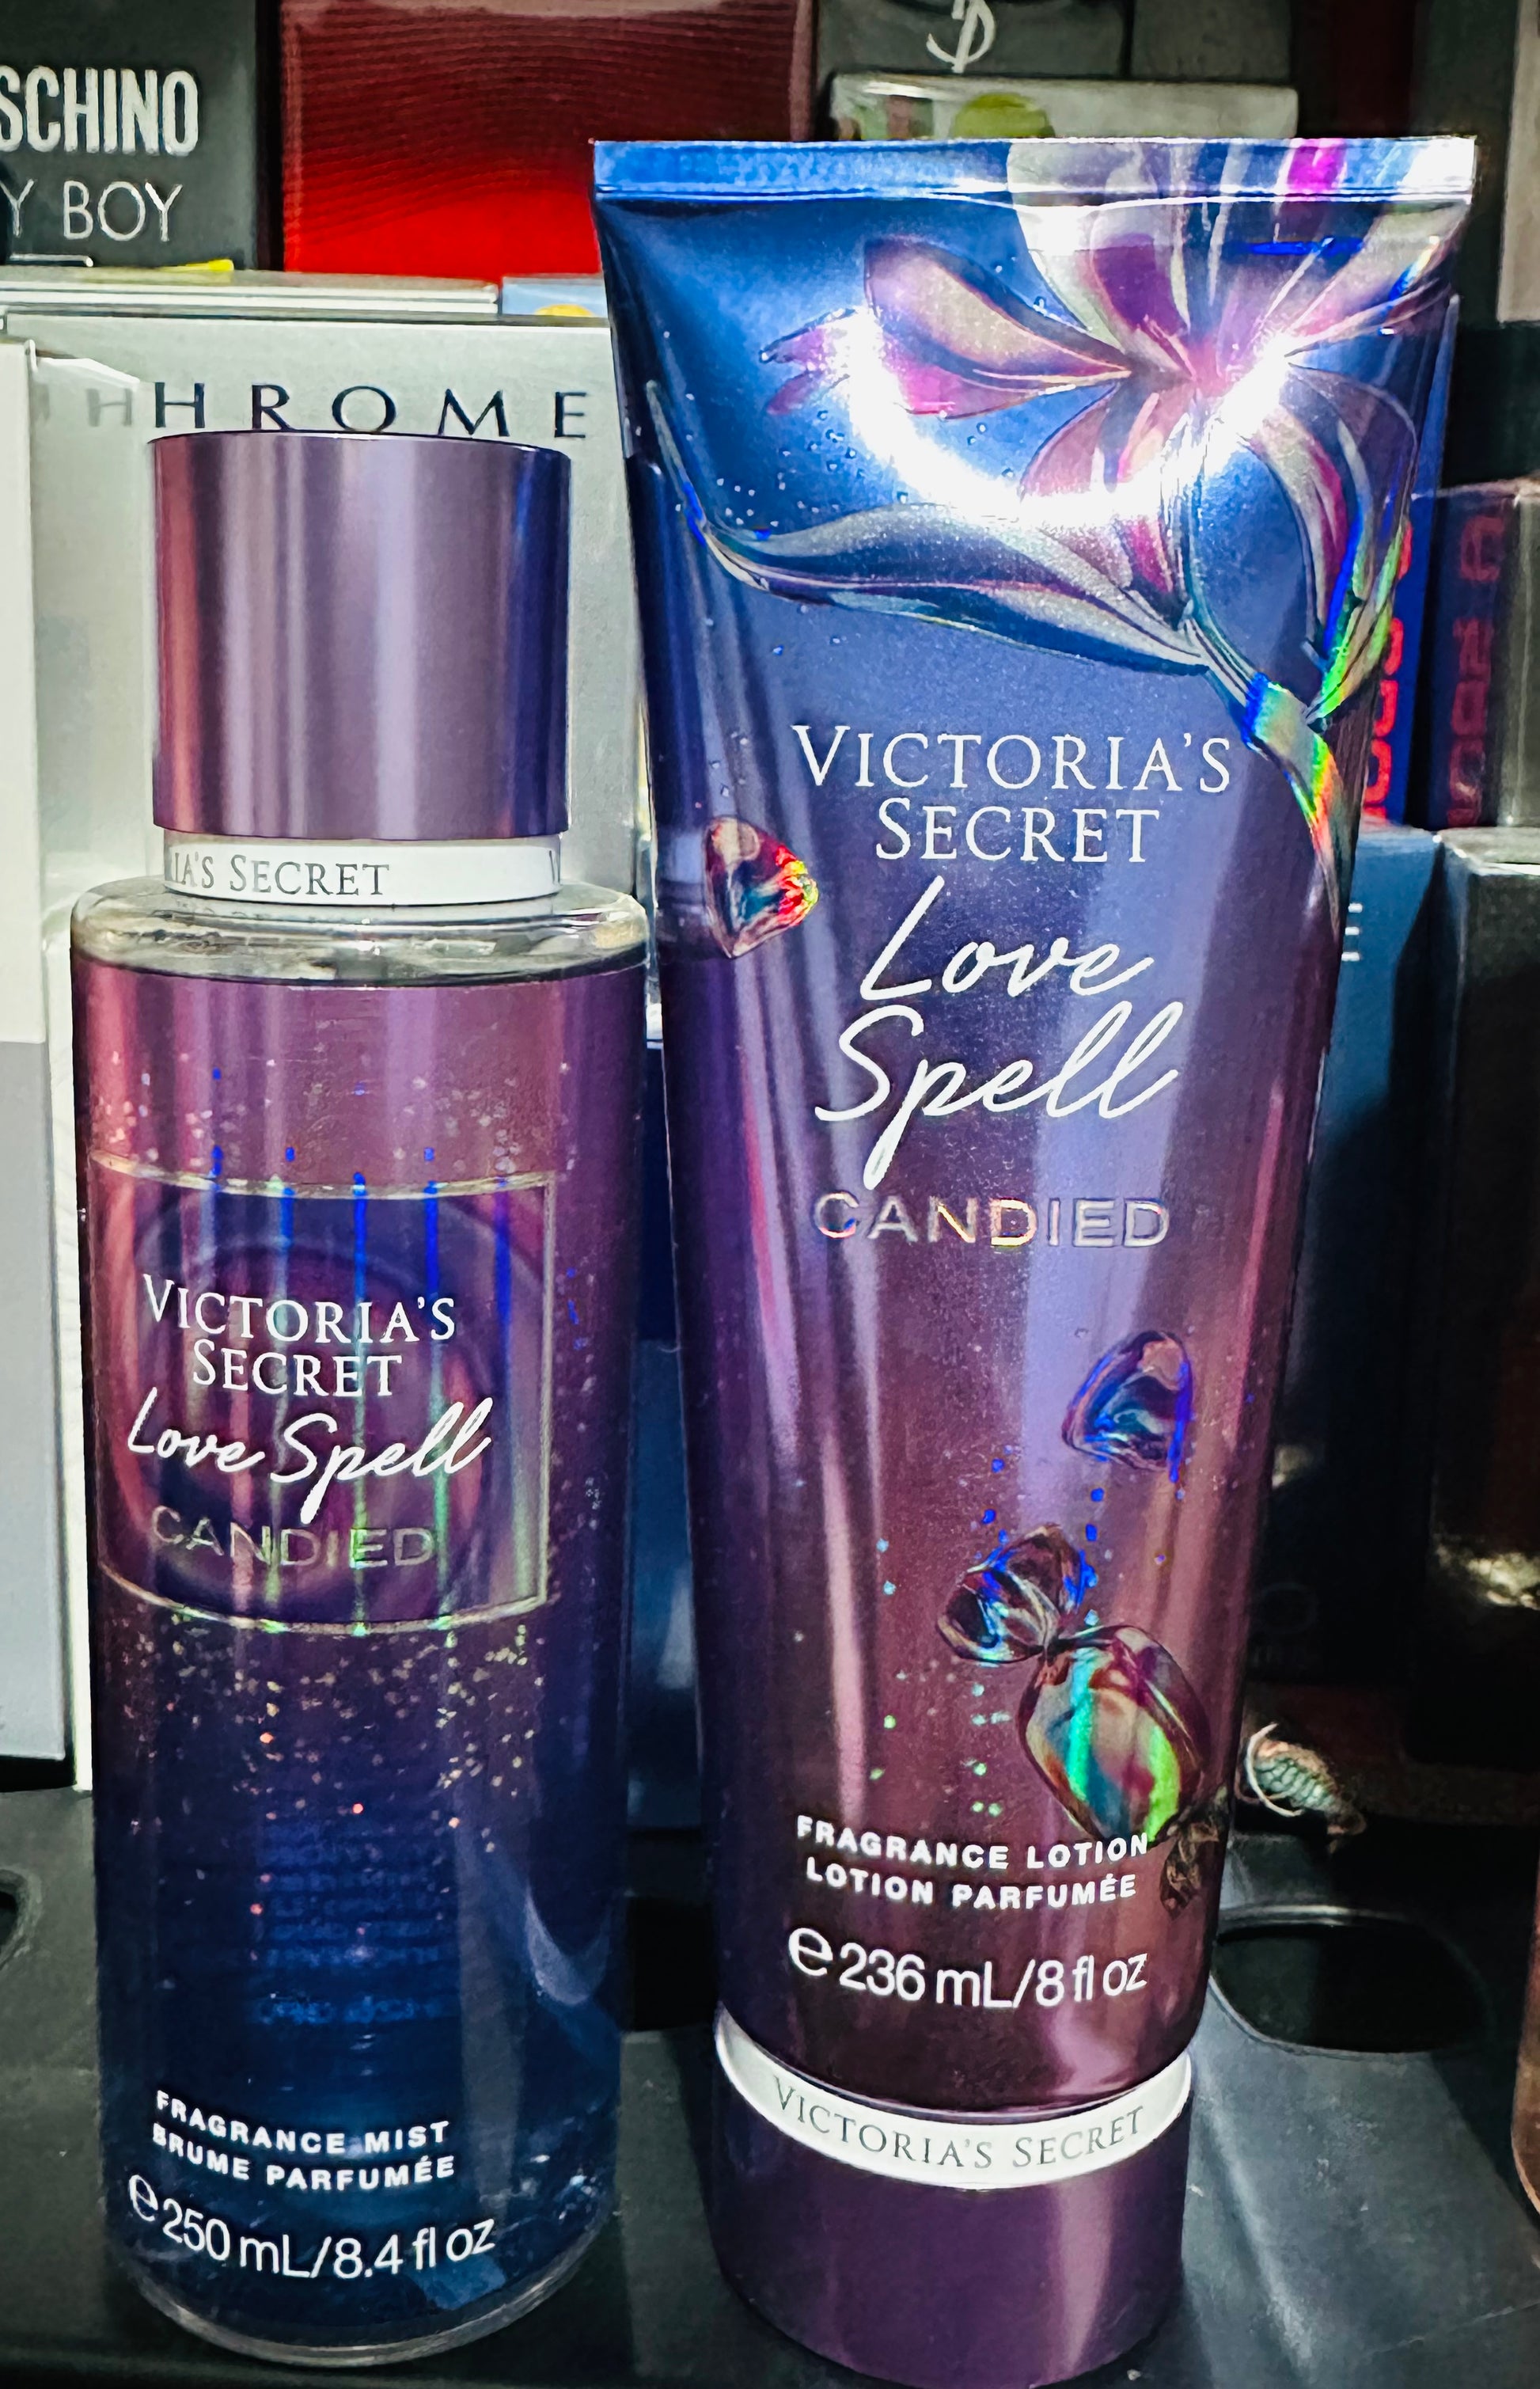 SCHINO
Y BOY
HROME
IA'S SECRET
VICTORIA'S
SECRET
Love Spell
CANDIED
FRAGRANCE MIST
BRUME PARFUMÉE
e 250 mL/8.4 fl oz
VICTORIA'S
SECRET
Love
Spell
CANDIED
FRAGRANCE LOTION
LOTION PARFUMÉE
e 236 mL/8 fl oz
VICTORIA'S SECRET